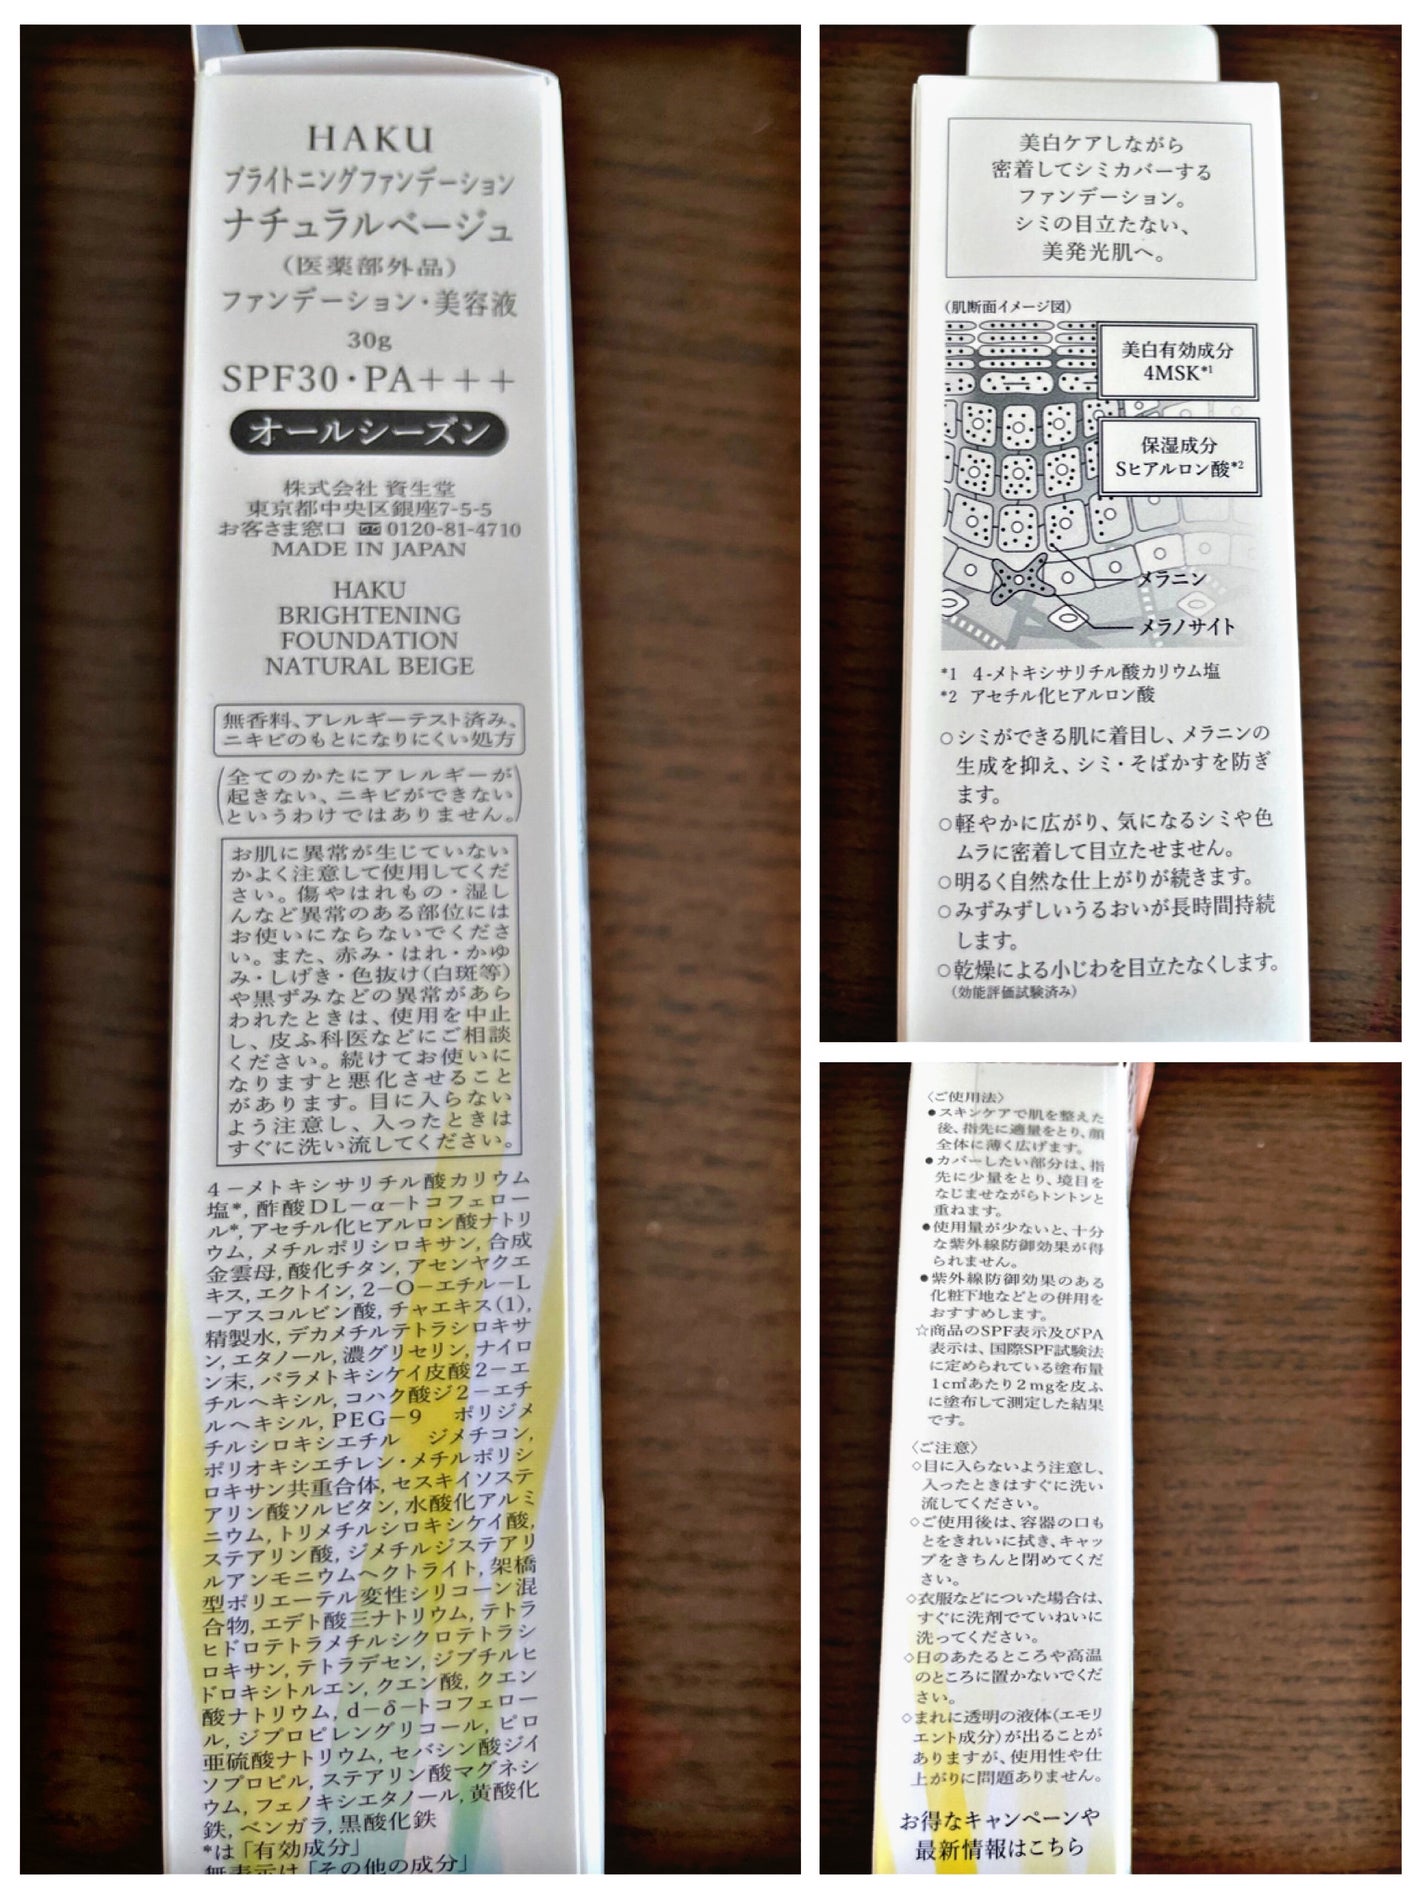 HAKU
ブライトニングファンデーション
ナチュラルベージュ
（医薬部外品）
ファンデーション・美容液
30g
SPF30・PA+++
オールシーズン
株式会社 資生堂
東京都中央区銀座7-5-5
お客さま窓口 0120-81-4710
MADE IN JAPAN
HAKU
BRIGHTENING
FOUNDATION
NATURAL BEIGE
無香料、アレルギーテスト済み、
ニキビのもとになりにくい処方
（全てのかたにアレルギーが
起きない、ニキビができない
というわけではありません。）
お肌に異常が生じていない
かよく注意して使用してくだ
さい。傷やはれもの・湿し
んなど異常のある部位には
お使いにならないでくださ
い。また、赤み・はれ・かゆ
み・しげき・色抜け（白斑等）
や黒ずみなどの異常があら
われたときは、使用を中止
し、皮ふ科医などにご相談
ください。続けてお使いに
なりますと悪化させること
があります。目に入らない
よう注意し、入ったときは
すぐに洗い流してください。
4－メトキシサリチル酸カリウム
塩*, 酢酸DL－α－トコフェロー
ル*, アセチル化ヒアルロン酸ナトリ
ウム, メチルポリシロキサン, 合成
金雲母, 酸化チタン, アセンヤクエ
キス, エクトイン, 2－O－エチル－L
－アスコルビン酸, チャエキス(1),
精製水, デカメチルテトラシロキサ
ン, エタノール, 濃グリセリン, ナイロ
ン末, パラメトキシケイ皮酸2－エ
チルヘキシル, コハク酸ジ2－エチ
ルヘキシル, PEG－9 ポリジメ
チルシロキシエチル ジメチコン,
ポリオキシエチレン・メチルポリシ
ロキサン共重合体, セスキイソステ
アリン酸ソルビタン, 水酸化アルミ
ニウム, トリメチルシロキシケイ酸,
ステアリン酸, ジメチルジステアリ
ルアンモニウムヘクトライト, 架橋
型ポリエーテル変性シリコーン混
合物, エデト酸三ナトリウム, テトラ
ヒドロテトラメチルシクロテトラシ
ロキサン, テトラデセン, ジブチルヒ
ドロキシトルエン, クエン酸, クエン
酸ナトリウム, d－δ－トコフェロー
ル, ジプロピレングリコール, ピロ
亜硫酸ナトリウム, セバシン酸ジイ
ソプロピル, ステアリン酸マグネシ
ウム, フェノキシエタノール, 黄酸化
鉄, ベンガラ, 黒酸化鉄
*は「有効成分」
無表示は「その他の成分」
美白ケアしながら
密着してシミカバーする
ファンデーション。
シミの目立たない、
美発光肌へ。
（肌断面イメージ図）
美白有効成分
4MSK*1
保湿成分
Sヒアルロン酸*2
メラニン
メラノサイト
*1 4-メトキシサリチル酸カリウム塩
*2 アセチル化ヒアルロン酸
○シミができる肌に着目し、メラニンの
生成を抑え、シミ・そばかすを防ぎ
ます。
○軽やかに広がり、気になるシミや色
ムラに密着して目立たせません。
○明るく自然な仕上がりが続きます。
○みずみずしいうるおいが長時間持続
します。
○乾燥による小じわを目立たなくします。
（効能評価試験済み）
〈ご使用法〉
●スキンケアで肌を整えた
後、指先に適量をとり、顔
全体に薄く広げます。
●カバーしたい部分は、指
先に少量をとり、境目を
なじませながらトントンと
重ねます。
●使用量が少ないと、十分
な紫外線防御効果が得
られません。
●紫外線防御効果のある
化粧下地などとの併用を
おすすめします。
☆商品のSPF表示及びPA
表示は、国際SPF試験法
に定められている塗布量
1c㎡あたり2mgを皮ふ
に塗布して測定した結果
です。
〈ご注意〉
◇目に入らないよう注意し、
入ったときはすぐに洗い
流してください。
◇ご使用後は、容器の口も
とをきれいに拭き、キャッ
プをきちんと閉めてくだ
さい。
◇衣服などについた場合は、
すぐに洗剤でていねいに
洗ってください。
◇日のあたるところや高温
のところに置かないでくだ
さい。
◇まれに透明の液体（エモリ
エント成分）が出ることが
ありますが、使用性や仕
上がりに問題ありません。
お得なキャンペーンや
最新情報はこちら